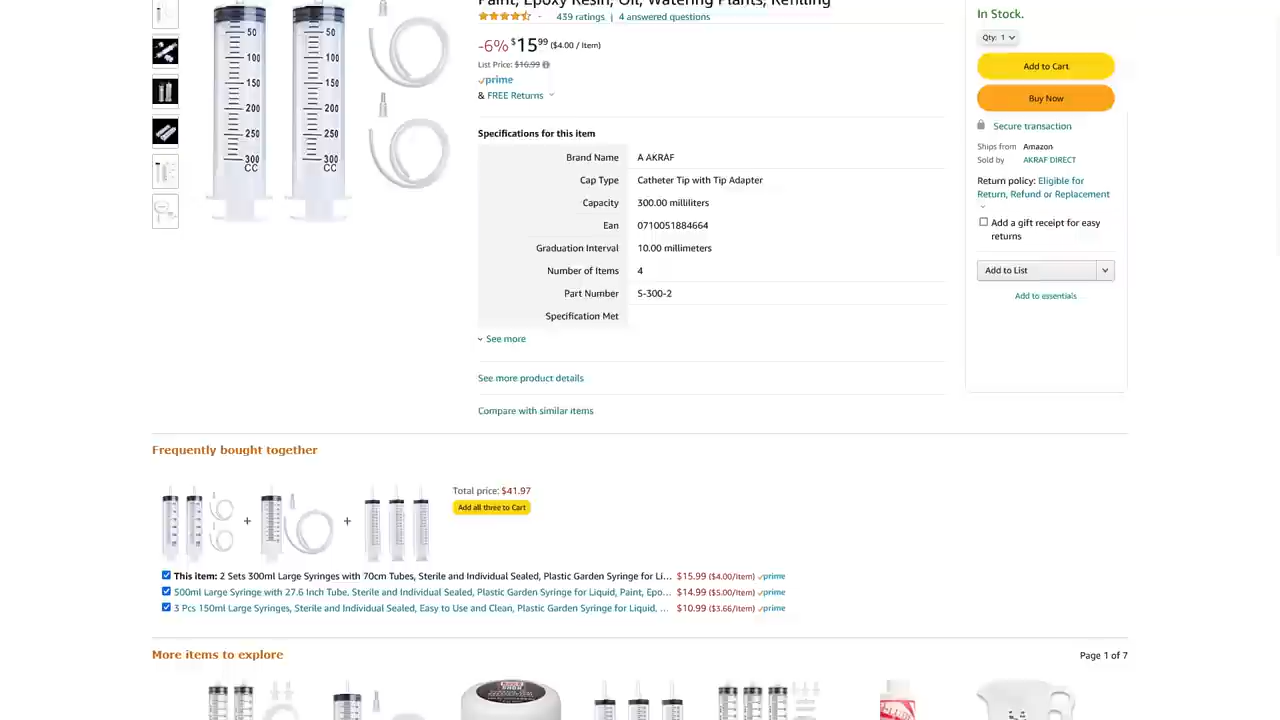 Paint, Epoxy Resin, Oil, Watering Plants, Refilling
439 ratings | 4 answered questions
-6% $15.99 ($4.00 / Item)
List Price: $16.99
prime
& FREE Returns
Specifications for this item
Brand Name A AKRAF
Cap Type Catheter Tip with Tip Adapter
Capacity 300.00 milliliters
Ean 0710051884664
Graduation Interval 10.00 millimeters
Number of Items 4
Part Number S-300-2
Specification Met
See more
See more product details
Compare with similar items
50 50
100 100
150 150
200 200
250 250
300 300
CC CC
In Stock.
Qty: 1
Add to Cart
Buy Now
Secure transaction
Ships from Amazon
Sold by AKRAF DIRECT
Return policy: Eligible for
Return, Refund or Replacement
Add a gift receipt for easy
returns
Add to List
Add to essentials
Frequently bought together
+ +
Total price: $41.97
Add all three to Cart
This item: 2 Sets 300ml Large Syringes with 70cm Tubes, Sterile and Individual Sealed, Plastic Garden Syringe for Li... $15.99 ($4.00/Item) prime
500ml Large Syringe with 27.6 Inch Tube, Sterile and Individual Sealed, Plastic Garden Syringe for Liquid, Paint, Epo... $14.99 ($5.00/Item) prime
3 Pcs 150ml Large Syringes, Sterile and Individual Sealed, Easy to Use and Clean, Plastic Garden Syringe for Liquid, ... $10.99 ($3.66/Item) prime
More items to explore
Page 1 of 7